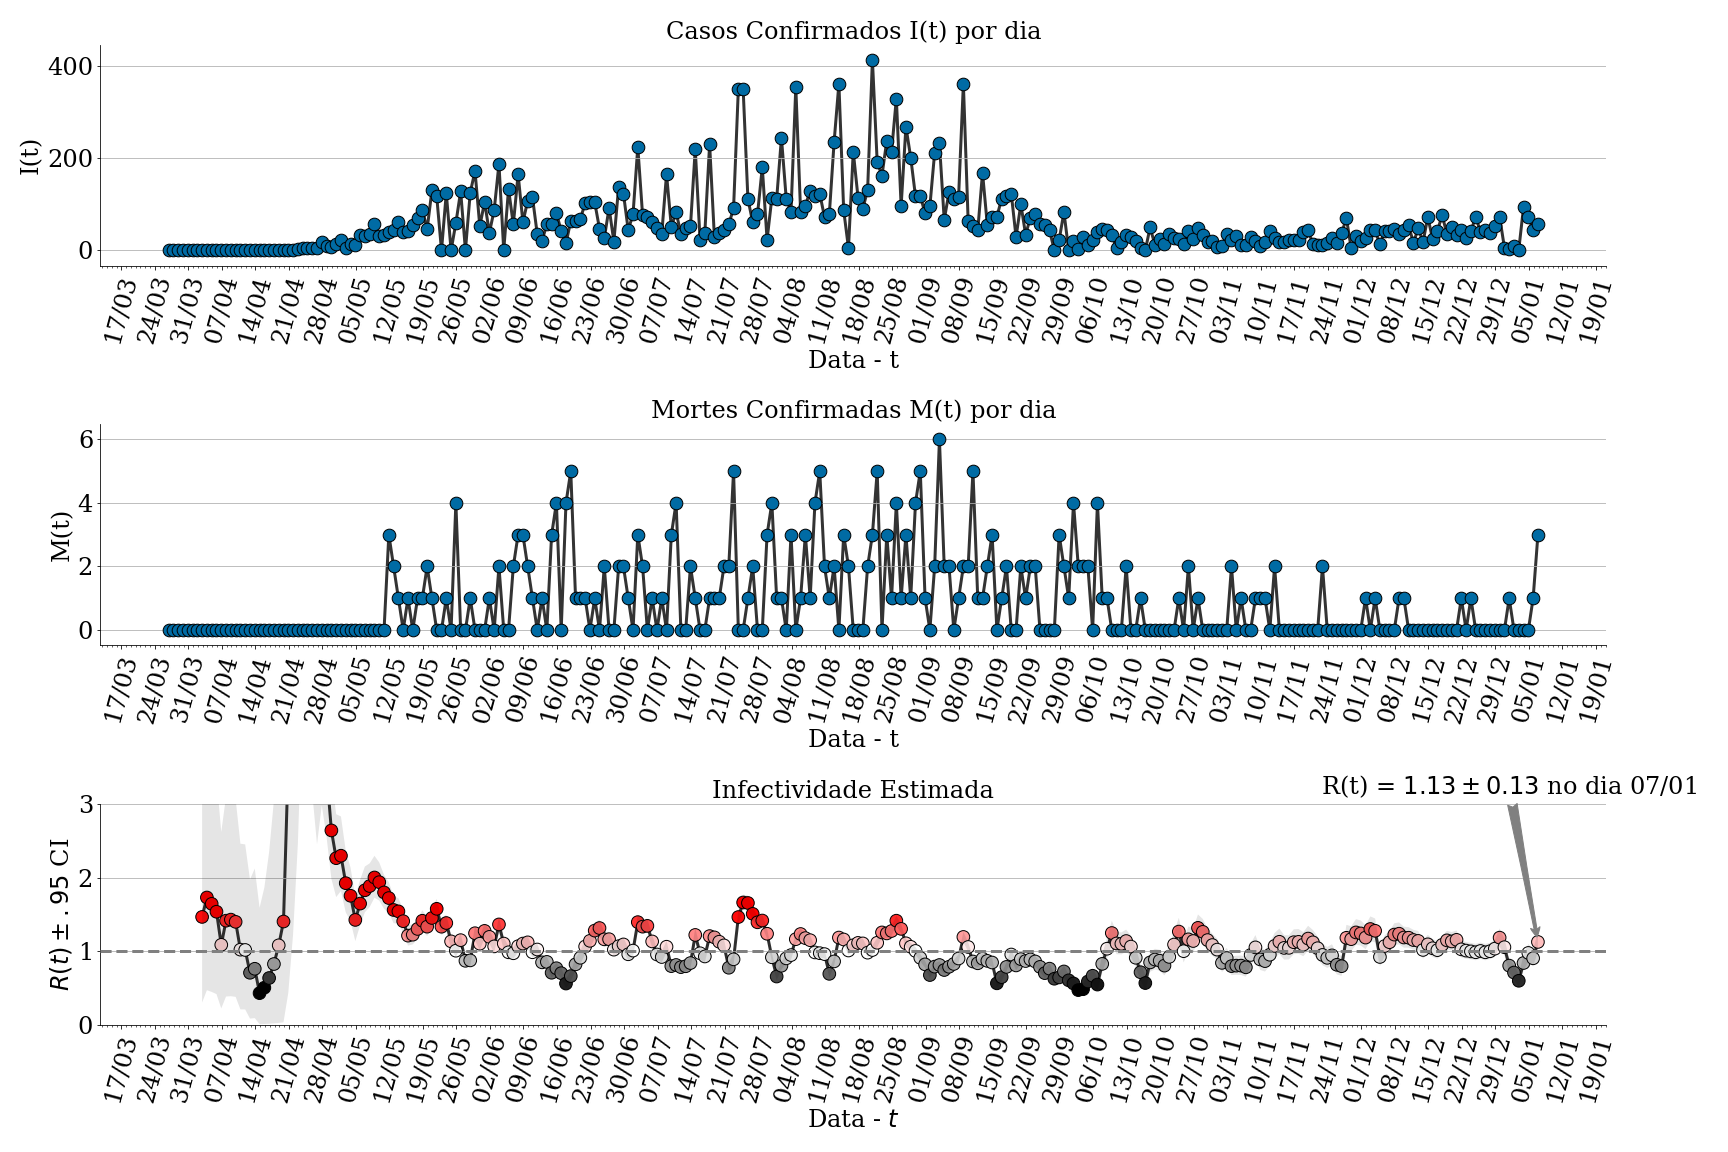 Casos Confirmados I(t) por dia
I(t)
400
200
0
17/03 24/03 31/03 07/04 14/04 21/04 28/04 05/05 12/05 19/05 26/05 02/06 09/06 16/06 23/06 30/06 07/07 14/07 21/07 28/07 04/08 11/08 18/08 25/08 01/09 08/09 15/09 22/09 29/09 06/10 13/10 20/10 27/10 03/11 10/11 17/11 24/11 01/12 08/12 15/12 22/12 29/12 05/01 12/01 19/01
Data - t
Mortes Confirmadas M(t) por dia
M(t)
6
4
2
0
17/03 24/03 31/03 07/04 14/04 21/04 28/04 05/05 12/05 19/05 26/05 02/06 09/06 16/06 23/06 30/06 07/07 14/07 21/07 28/07 04/08 11/08 18/08 25/08 01/09 08/09 15/09 22/09 29/09 06/10 13/10 20/10 27/10 03/11 10/11 17/11 24/11 01/12 08/12 15/12 22/12 29/12 05/01 12/01 19/01
Data - t
Infectividade Estimada
R(t) = 1.13 ± 0.13 no dia 07/01
R(t) ± .95 CI
3
2
1
0
17/03 24/03 31/03 07/04 14/04 21/04 28/04 05/05 12/05 19/05 26/05 02/06 09/06 16/06 23/06 30/06 07/07 14/07 21/07 28/07 04/08 11/08 18/08 25/08 01/09 08/09 15/09 22/09 29/09 06/10 13/10 20/10 27/10 03/11 10/11 17/11 24/11 01/12 08/12 15/12 22/12 29/12 05/01 12/01 19/01
Data - t